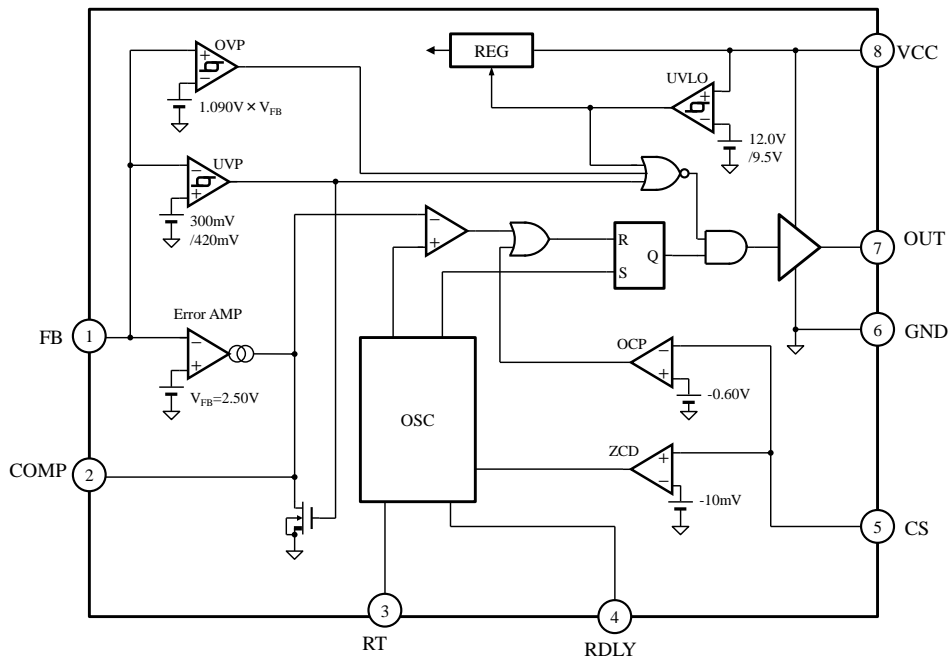 OVP
+
−
1.090V × VFB
REG
8
VCC
UVLO
+
−
12.0V
/9.5V
UVP
−
+
300mV
/420mV
−
+
R
S
Q
7
OUT
FB
1
Error AMP
−
+
VFB=2.50V
6
GND
OCP
−
+
-0.60V
OSC
ZCD
+
−
-10mV
COMP
2
5
CS
3
RT
4
RDLY